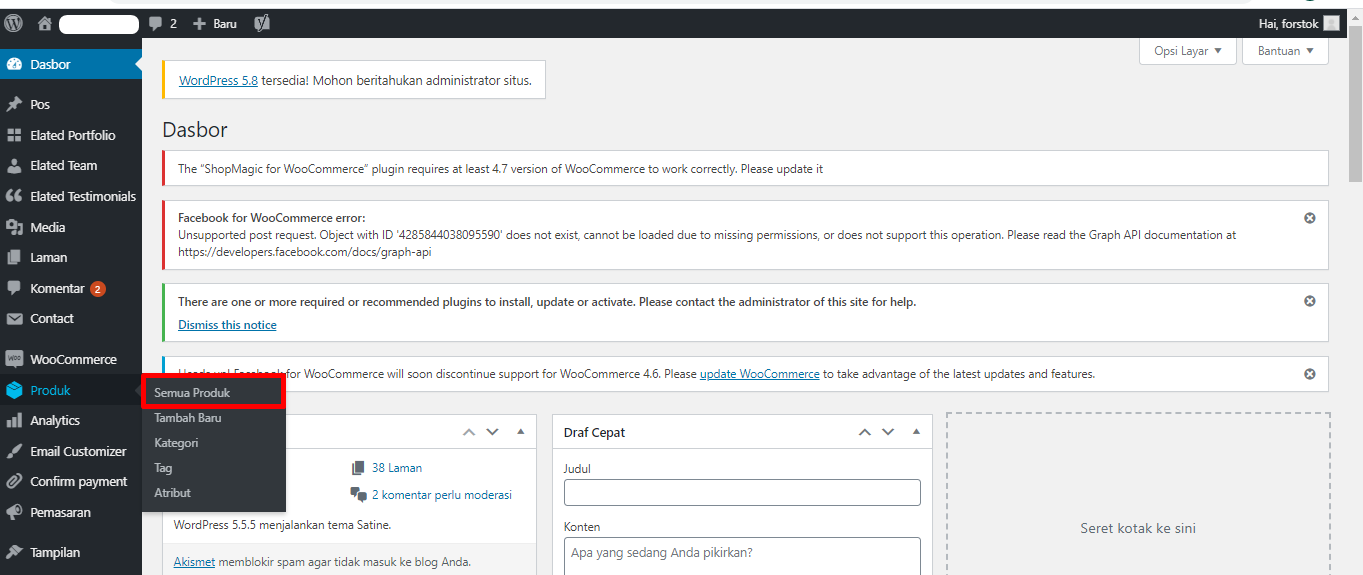 2
Baru
Hai, forstok
Dasbor
Pos
Elated Portfolio
Elated Team
Elated Testimonials
Media
Laman
Komentar 2
Contact
WooCommerce
Produk
Analytics
Email Customizer
Confirm payment
Pemasaran
Tampilan
Semua Produk
Tambah Baru
Kategori
Tag
Atribut
Opsi Layar
Bantuan
WordPress 5.8 tersedia! Mohon beritahukan administrator situs.
Dasbor
The “ShopMagic for WooCommerce” plugin requires at least 4.7 version of WooCommerce to work correctly. Please update it
Facebook for WooCommerce error:
Unsupported post request. Object with ID '4285844038095590' does not exist, cannot be loaded due to missing permissions, or does not support this operation. Please read the Graph API documentation at
https://developers.facebook.com/docs/graph-api
There are one or more required or recommended plugins to install, update or activate. Please contact the administrator of this site for help.
Dismiss this notice
for WooCommerce will soon discontinue support for WooCommerce 4.6. Please update WooCommerce to take advantage of the latest updates and features.
38 Laman
2 komentar perlu moderasi
WordPress 5.5.5 menjalankan tema Satine.
Akismet memblokir spam agar tidak masuk ke blog Anda.
Draf Cepat
Judul
Konten
Apa yang sedang Anda pikirkan?
Seret kotak ke sini